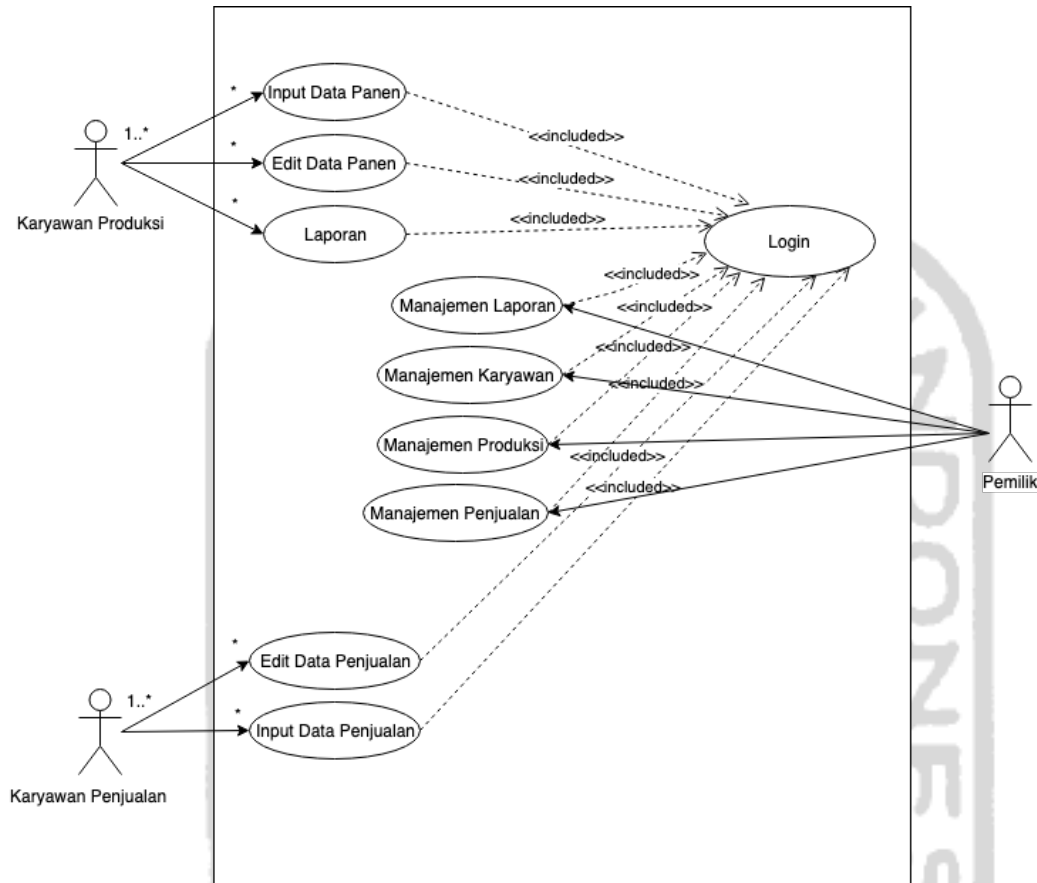 Input Data Panen
*
<<included>>
1..*
*
Edit Data Panen
<<included>>
Karyawan Produksi
*
Laporan
<<included>>
Login
<<included>>
Manajemen Laporan
<<included>>
<<included>>
Manajemen Karyawan
<<included>>
Manajemen Produksi
<<included>>
Pemilik
<<included>>
Manajemen Penjualan
*
Edit Data Penjualan
1..*
*
Input Data Penjualan
Karyawan Penjualan